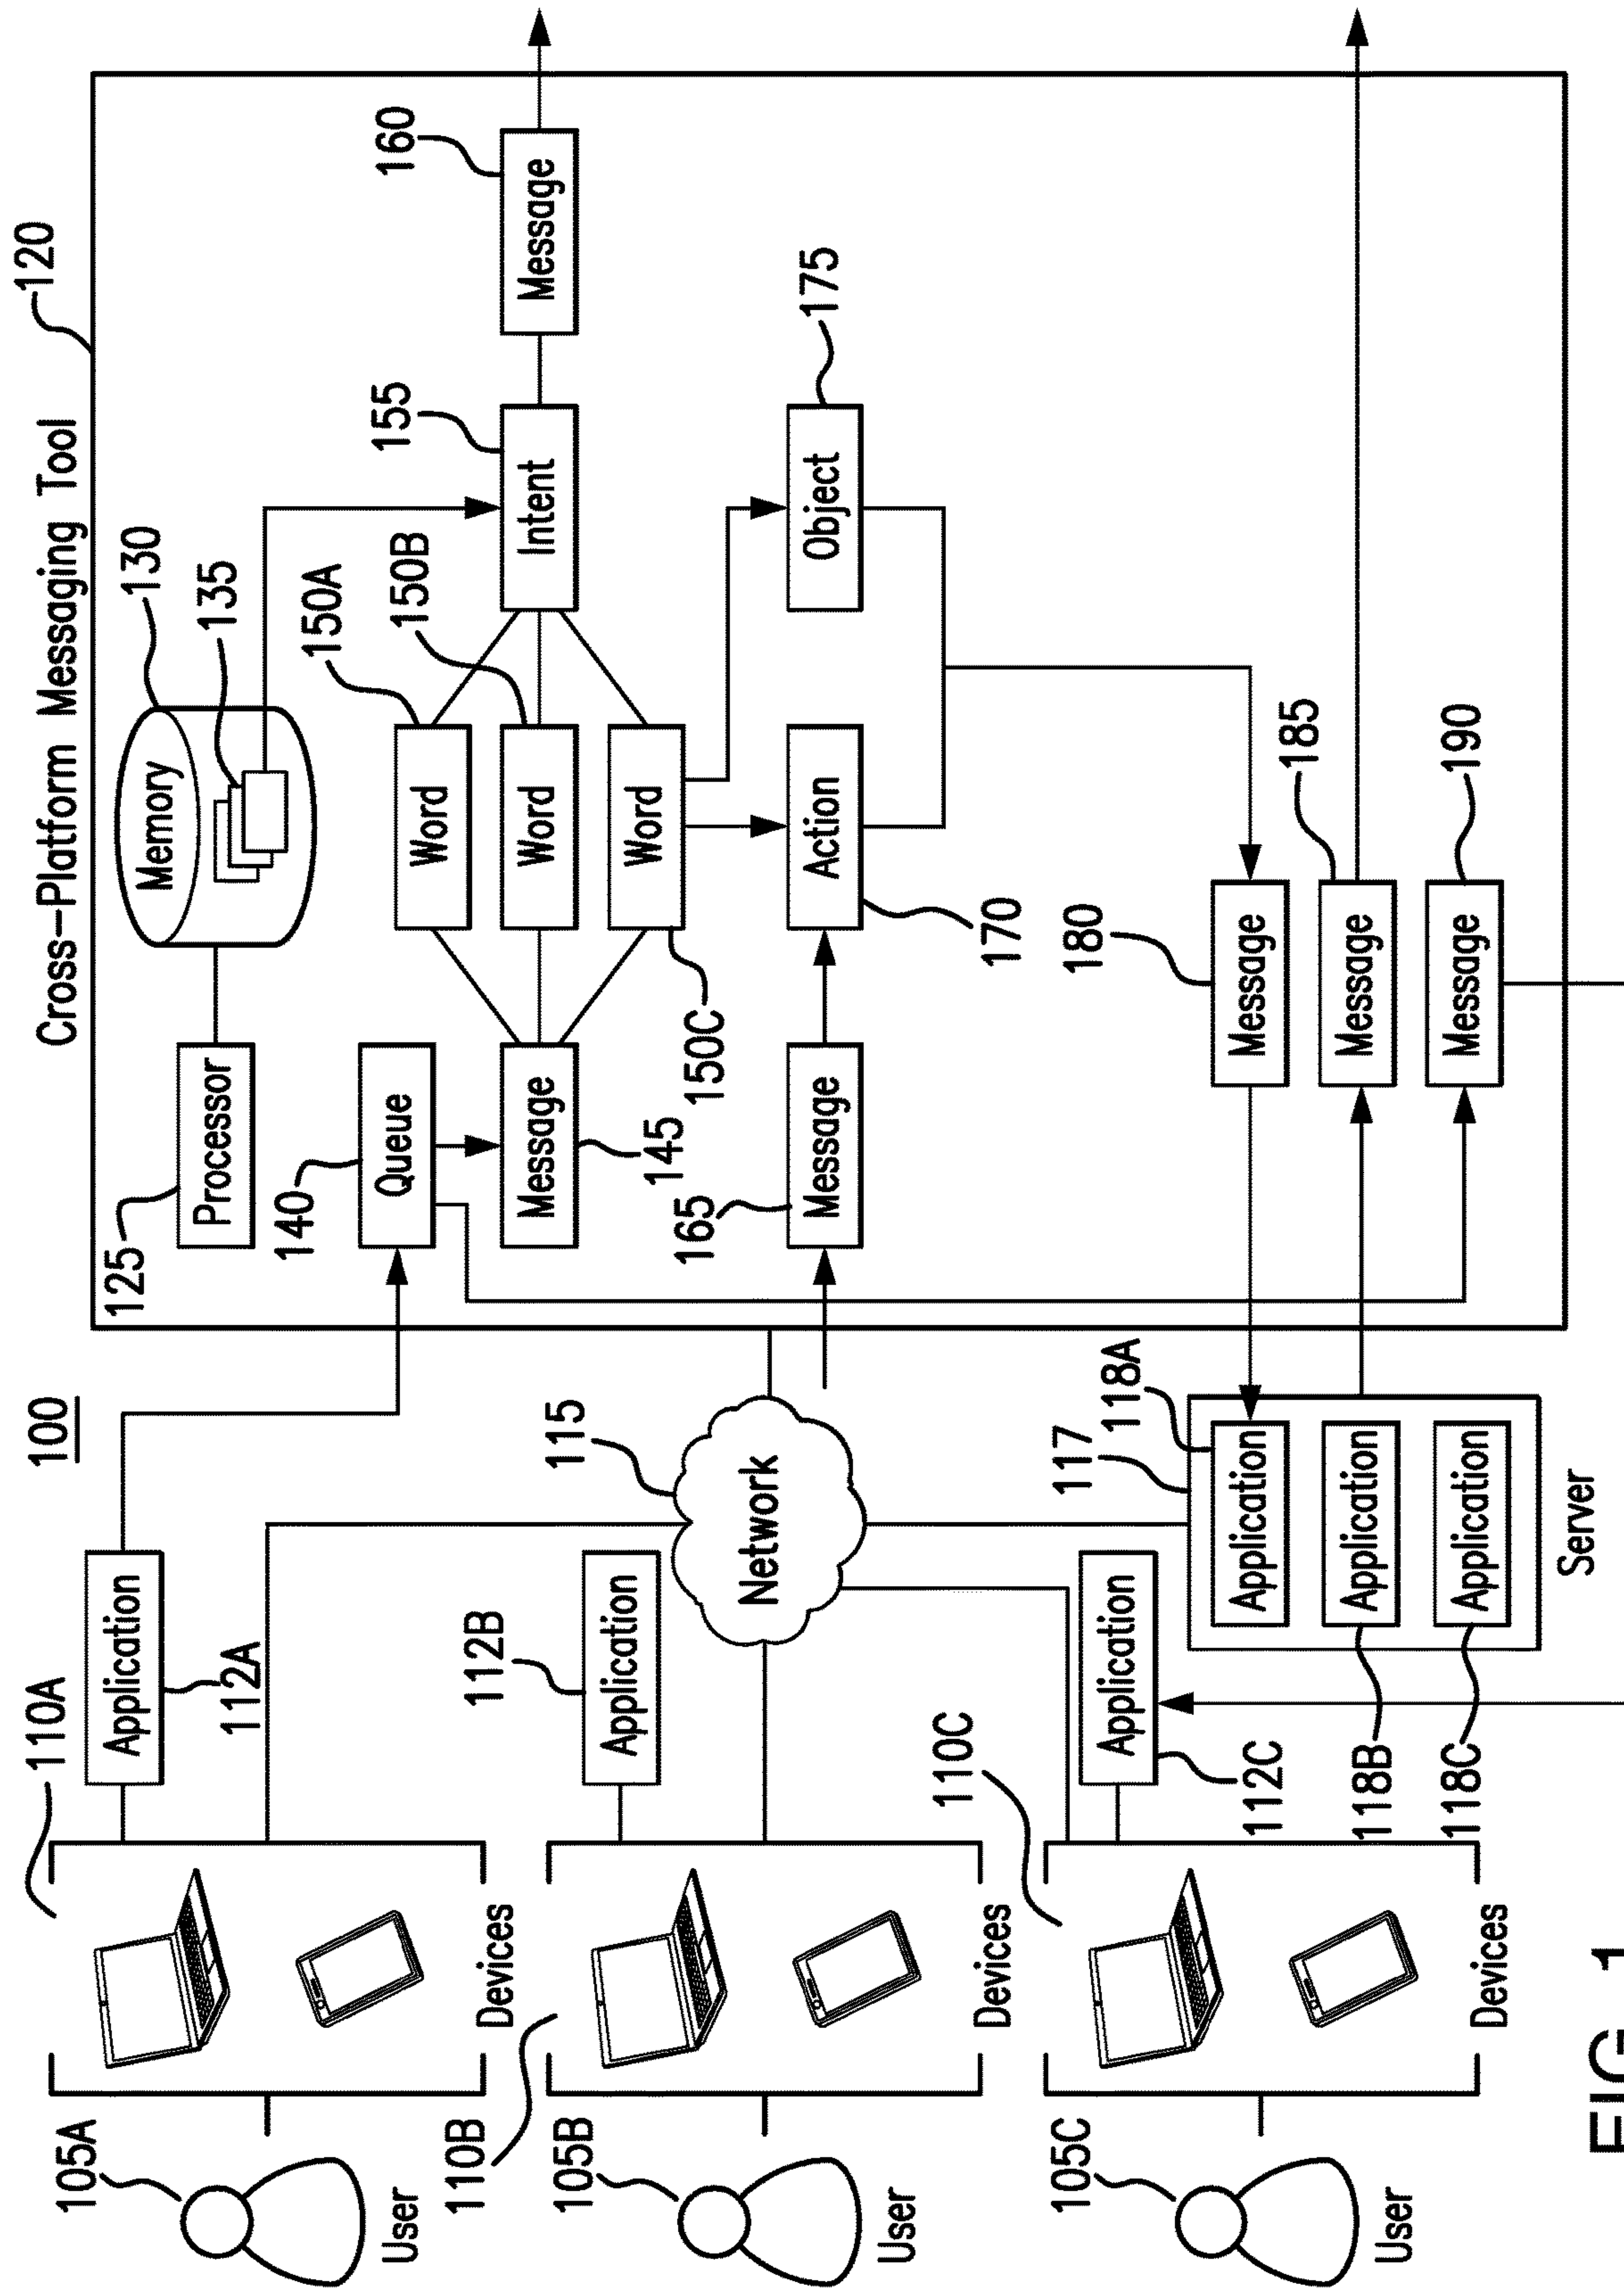 100
Cross-Platform Messaging Tool
120
105A
User
110A
Devices
Application
112A
105B
User
110B
Devices
Application
112B
105C
User
110C
Devices
Application
112C
Network
115
117
Application
118A
Application
118B
Application
118C
Server
125
Processor
Memory
130
135
140
Queue
Message
145
Word
150A
Word
150B
Word
150C
Intent
155
Message
160
165
Message
Action
170
Object
175
180
Message
Message
185
Message
190
FIG. 1